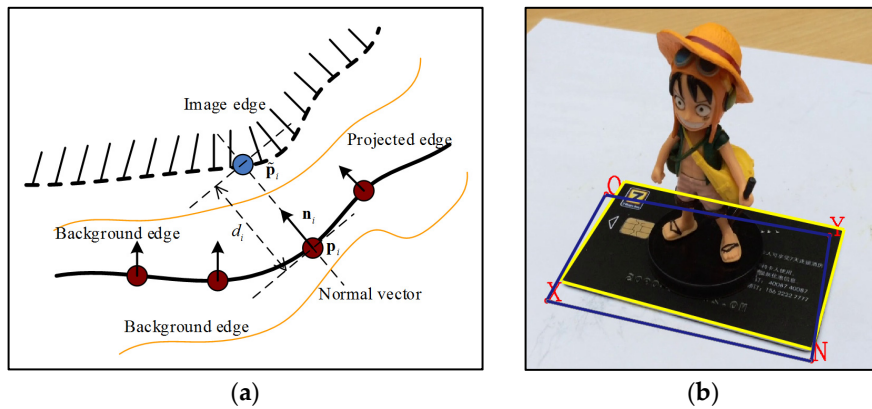 Image edge
Projected edge
p̃ᵢ
nᵢ
dᵢ
pᵢ
Background edge
Normal vector
Background edge
(a)
O
Y
X
N
(b)